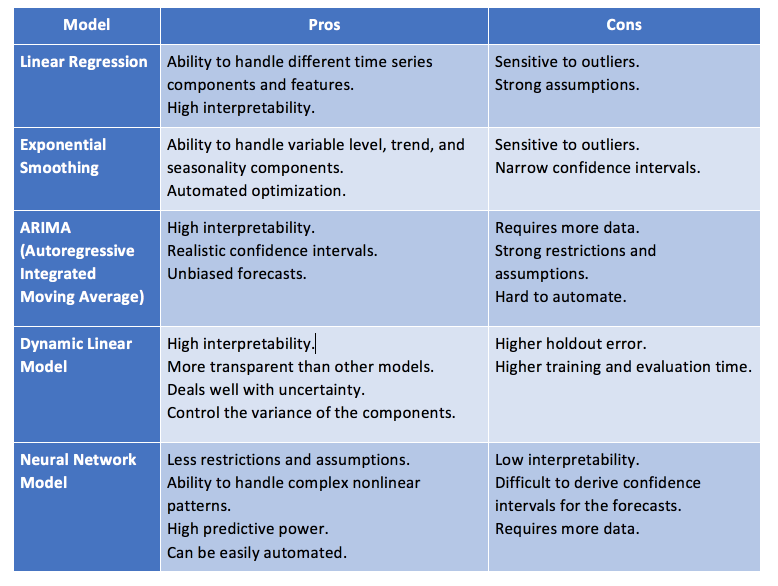 Model Pros Cons
Linear Regression
Ability to handle different time series
components and features.
High interpretability.
Sensitive to outliers.
Strong assumptions.
Exponential
Smoothing
Ability to handle variable level, trend, and
seasonality components.
Automated optimization.
Sensitive to outliers.
Narrow confidence intervals.
ARIMA
(Autoregressive
Integrated
Moving Average)
High interpretability.
Realistic confidence intervals.
Unbiased forecasts.
Requires more data.
Strong restrictions and
assumptions.
Hard to automate.
Dynamic Linear
Model
High interpretability.
More transparent than other models.
Deals well with uncertainty.
Control the variance of the components.
Higher holdout error.
Higher training and evaluation time.
Neural Network
Model
Less restrictions and assumptions.
Ability to handle complex nonlinear
patterns.
High predictive power.
Can be easily automated.
Low interpretability.
Difficult to derive confidence
intervals for the forecasts.
Requires more data.